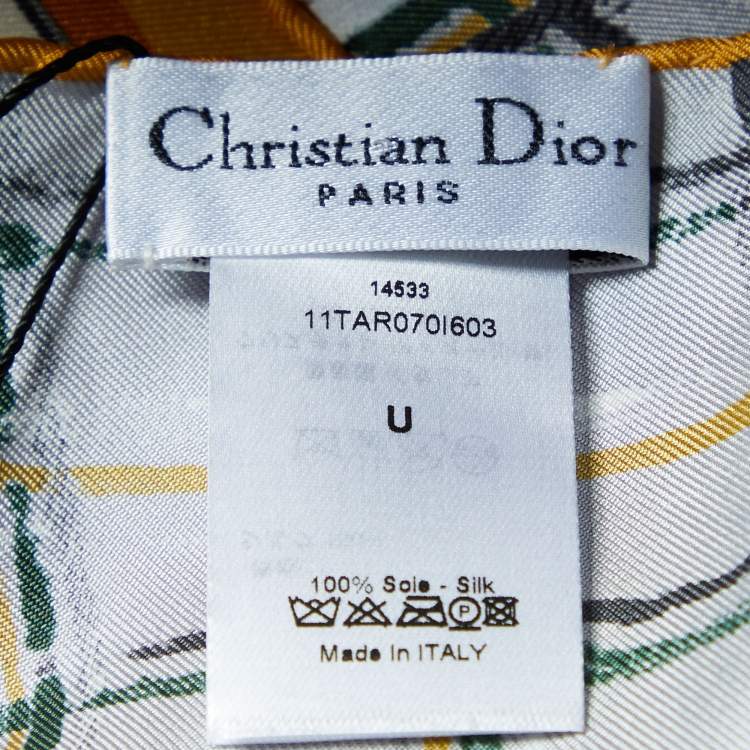 Christian Dior
PARIS
14533
11TAR070I603
U
100% Soie - Silk
P
Made In ITALY